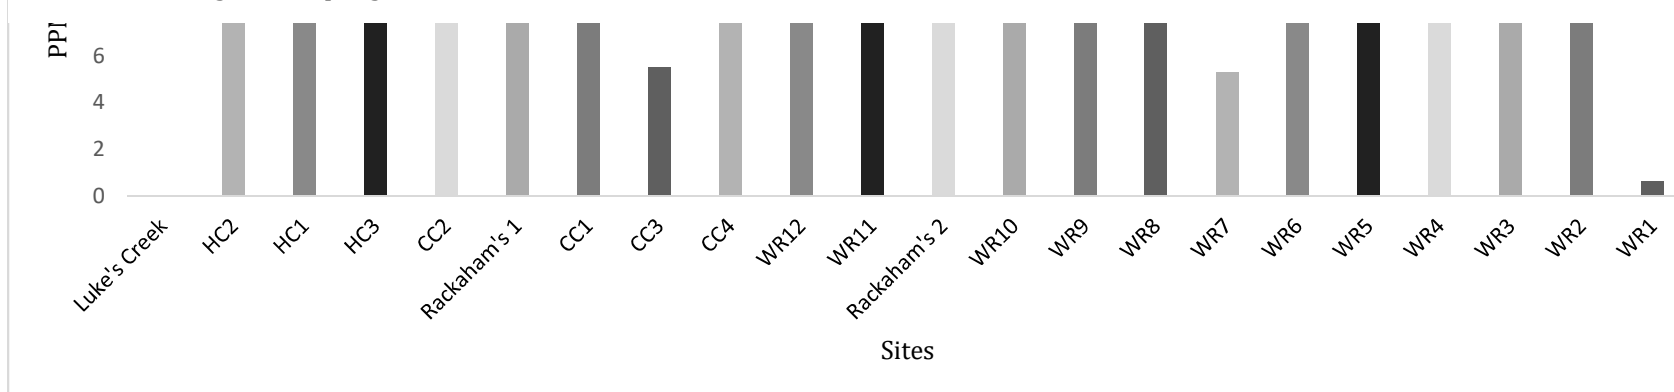 PPI
6
4
2
0
Luke's Creek
HC2
HC1
HC3
CC2
Rackaham's 1
CC1
CC3
CC4
WR12
WR11
Rackaham's 2
WR10
WR9
WR8
WR7
WR6
WR5
WR4
WR3
WR2
WR1
Sites